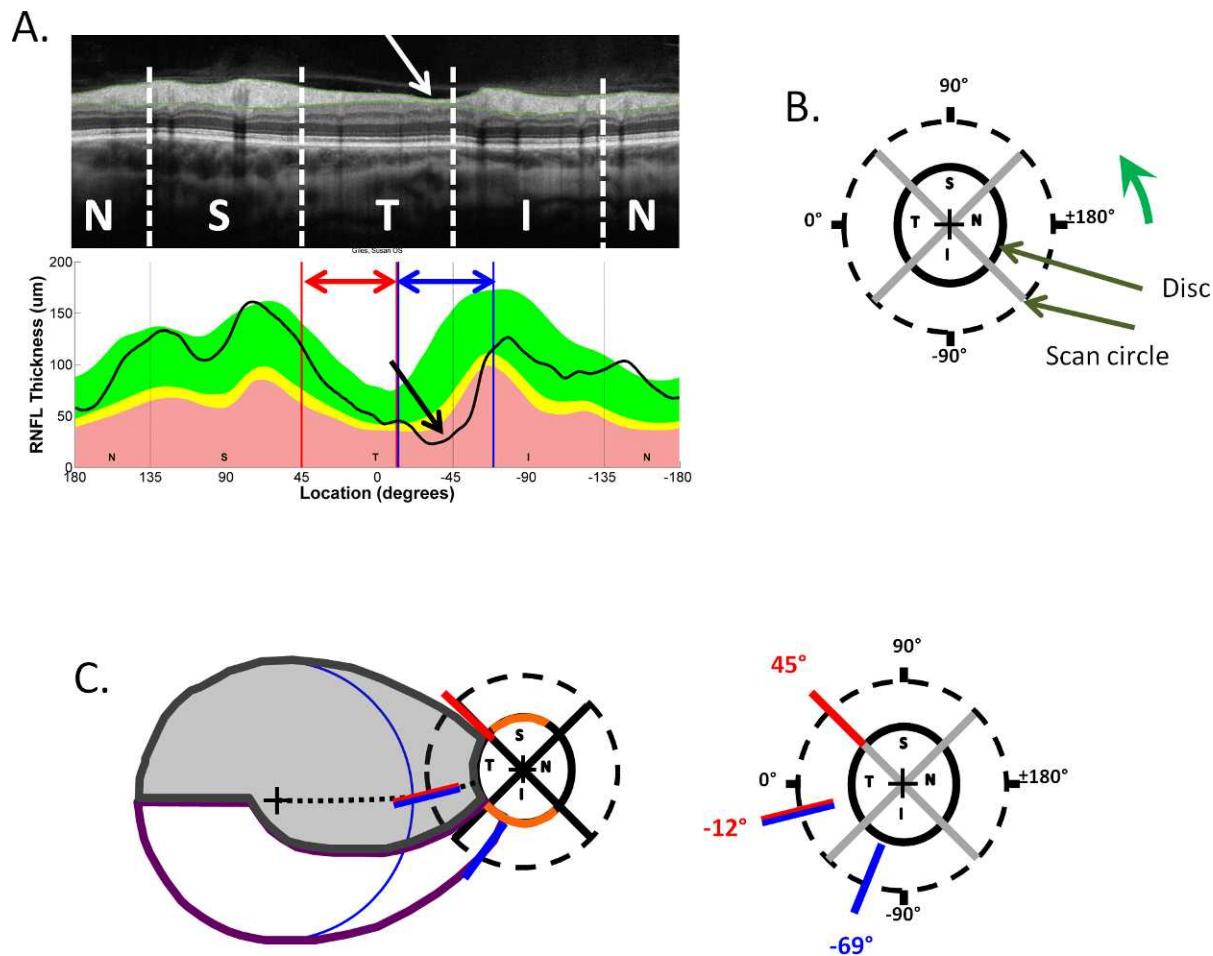 A.
N S T I N
Giles, Susan OS
RNFL Thickness (um)
200
150
100
50
0
N S T I N
180 135 90 45 0 -45 -90 -135 -180
Location (degrees)
B.
90°
0°
±180°
-90°
S
T N
I
Disc
Scan circle
C.
S
T N
I
45°
90°
0°
±180°
-12°
-90°
-69°
S
T N
I